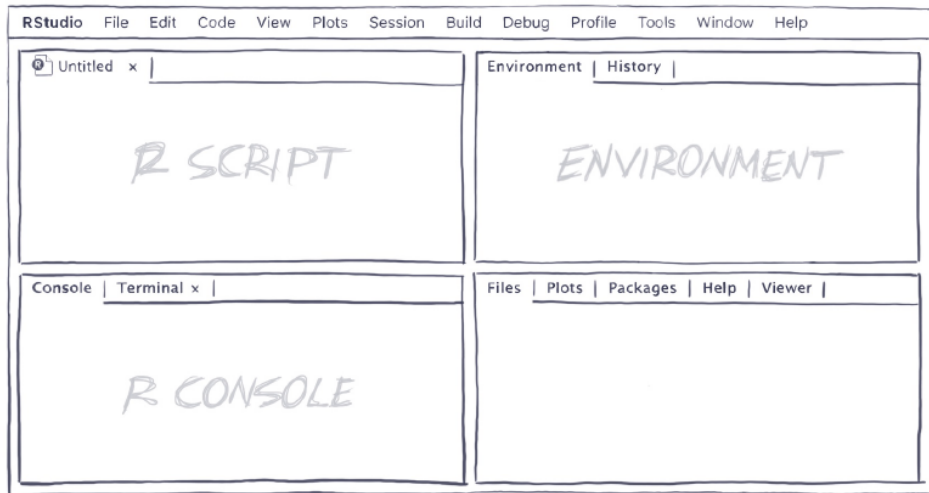 RStudio File Edit Code View Plots Session Build Debug Profile Tools Window Help
R Untitled × |
R SCRIPT
Environment | History |
ENVIRONMENT
Console | Terminal × |
R CONSOLE
Files | Plots | Packages | Help | Viewer |